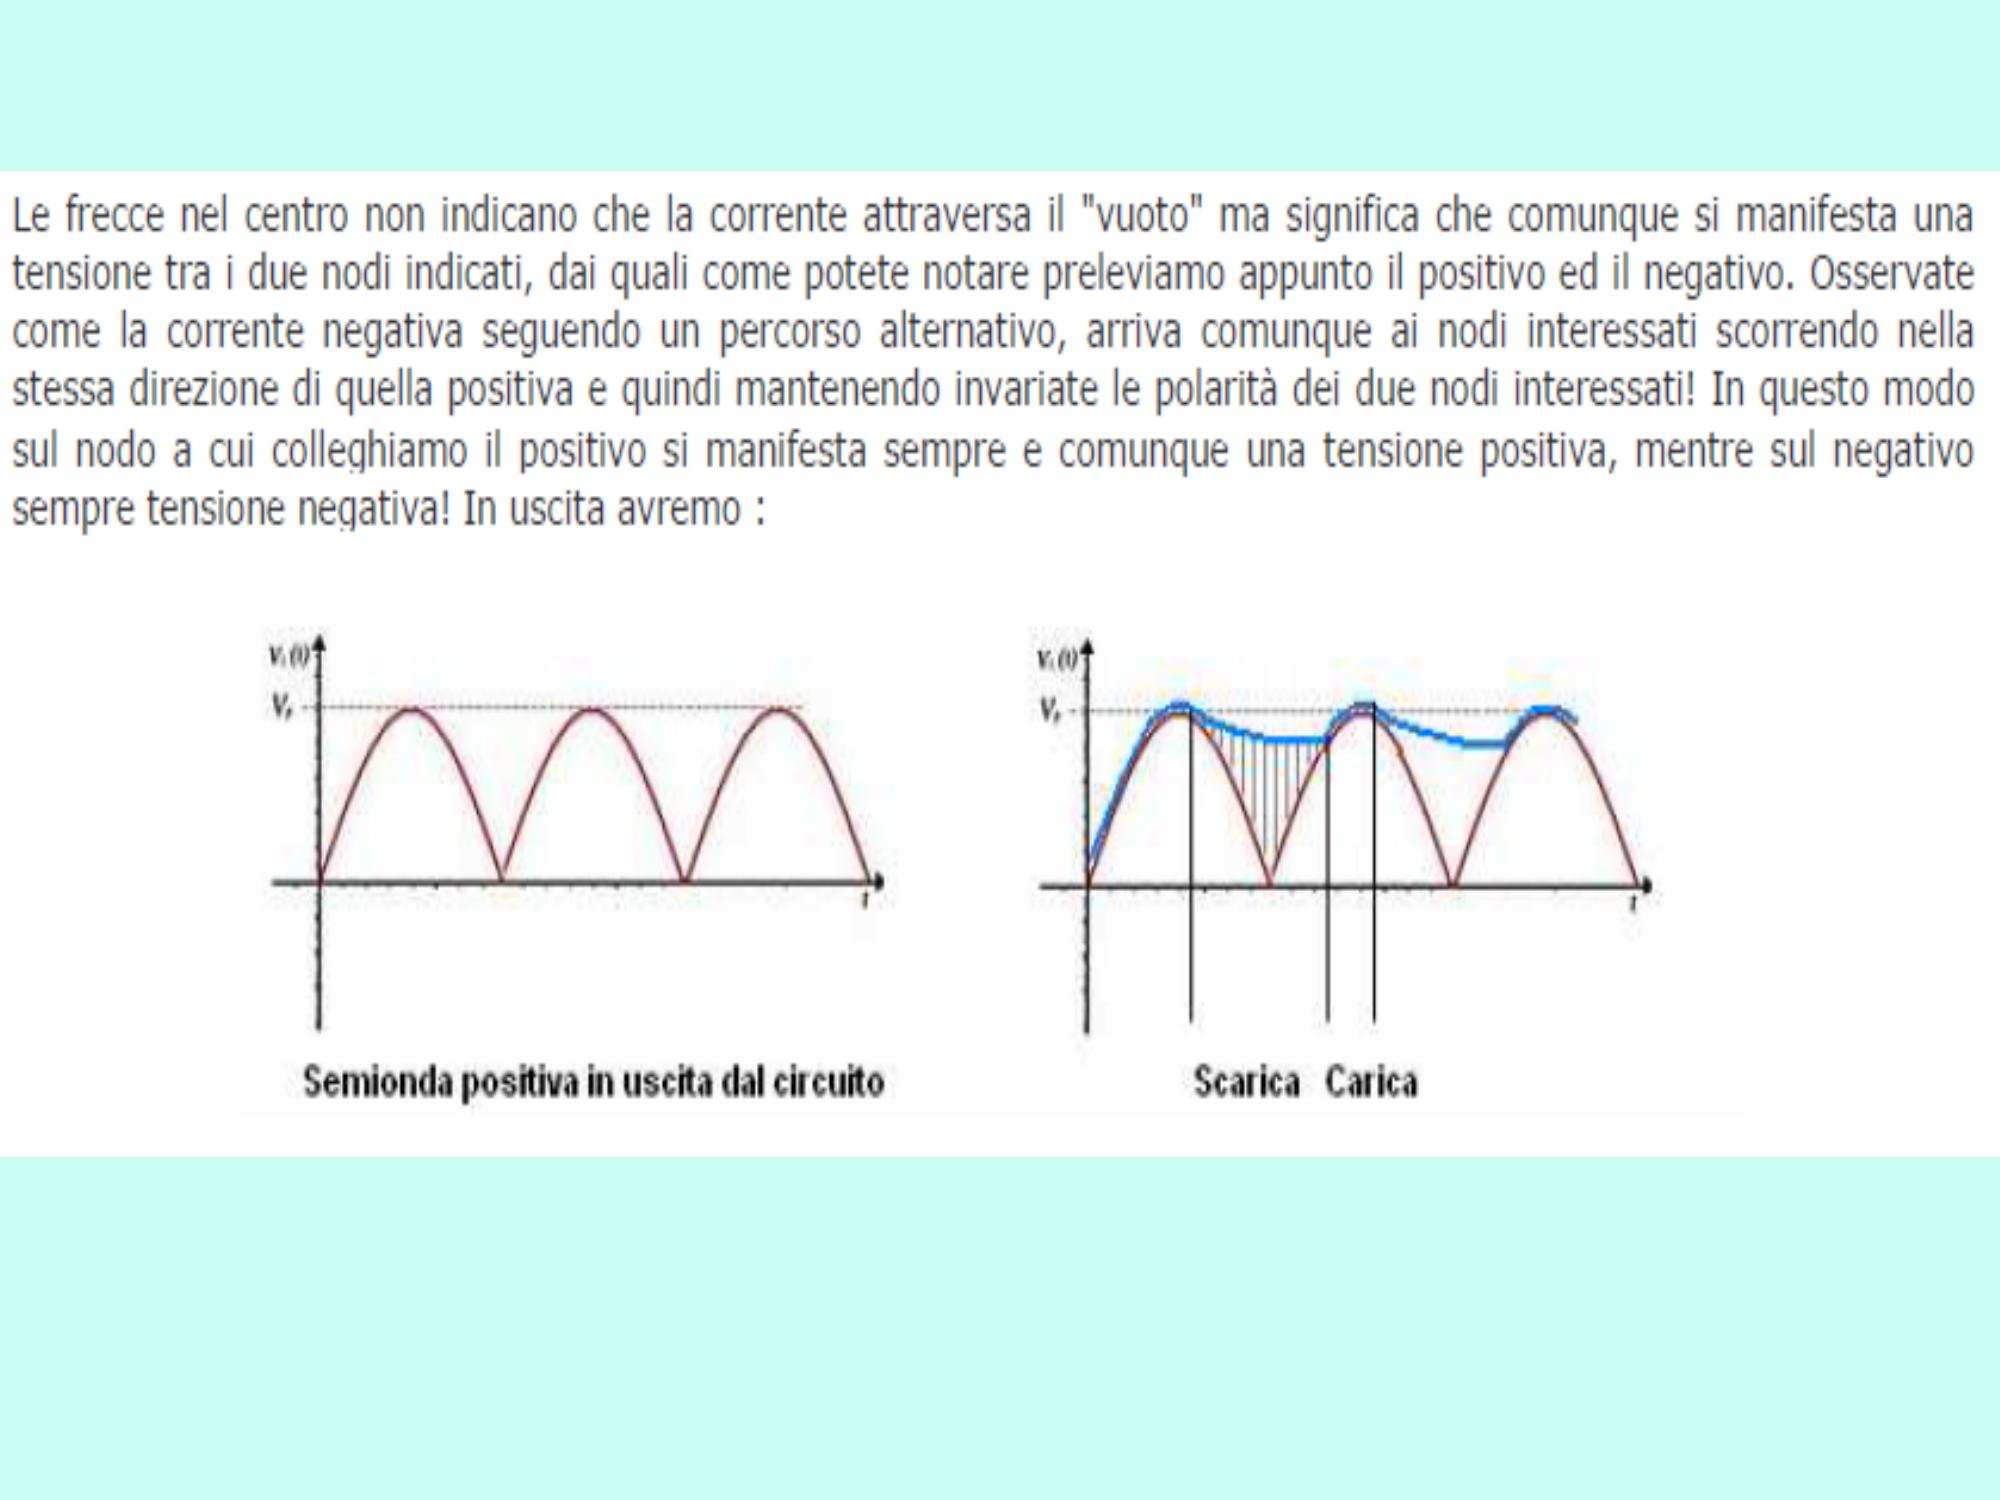 Le frecce nel centro non indicano che la corrente attraversa il "vuoto" ma significa che comunque si manifesta una
tensione tra i due nodi indicati, dai quali come potete notare preleviamo appunto il positivo ed il negativo. Osservate
come la corrente negativa seguendo un percorso alternativo, arriva comunque ai nodi interessati scorrendo nella
stessa direzione di quella positiva e quindi mantenendo invariate le polarità dei due nodi interessati! In questo modo
sul nodo a cui colleghiamo il positivo si manifesta sempre e comunque una tensione positiva, mentre sul negativo
sempre tensione negativa! In uscita avremo :
t
t
Semionda positiva in uscita dal circuito
Scarica Carica